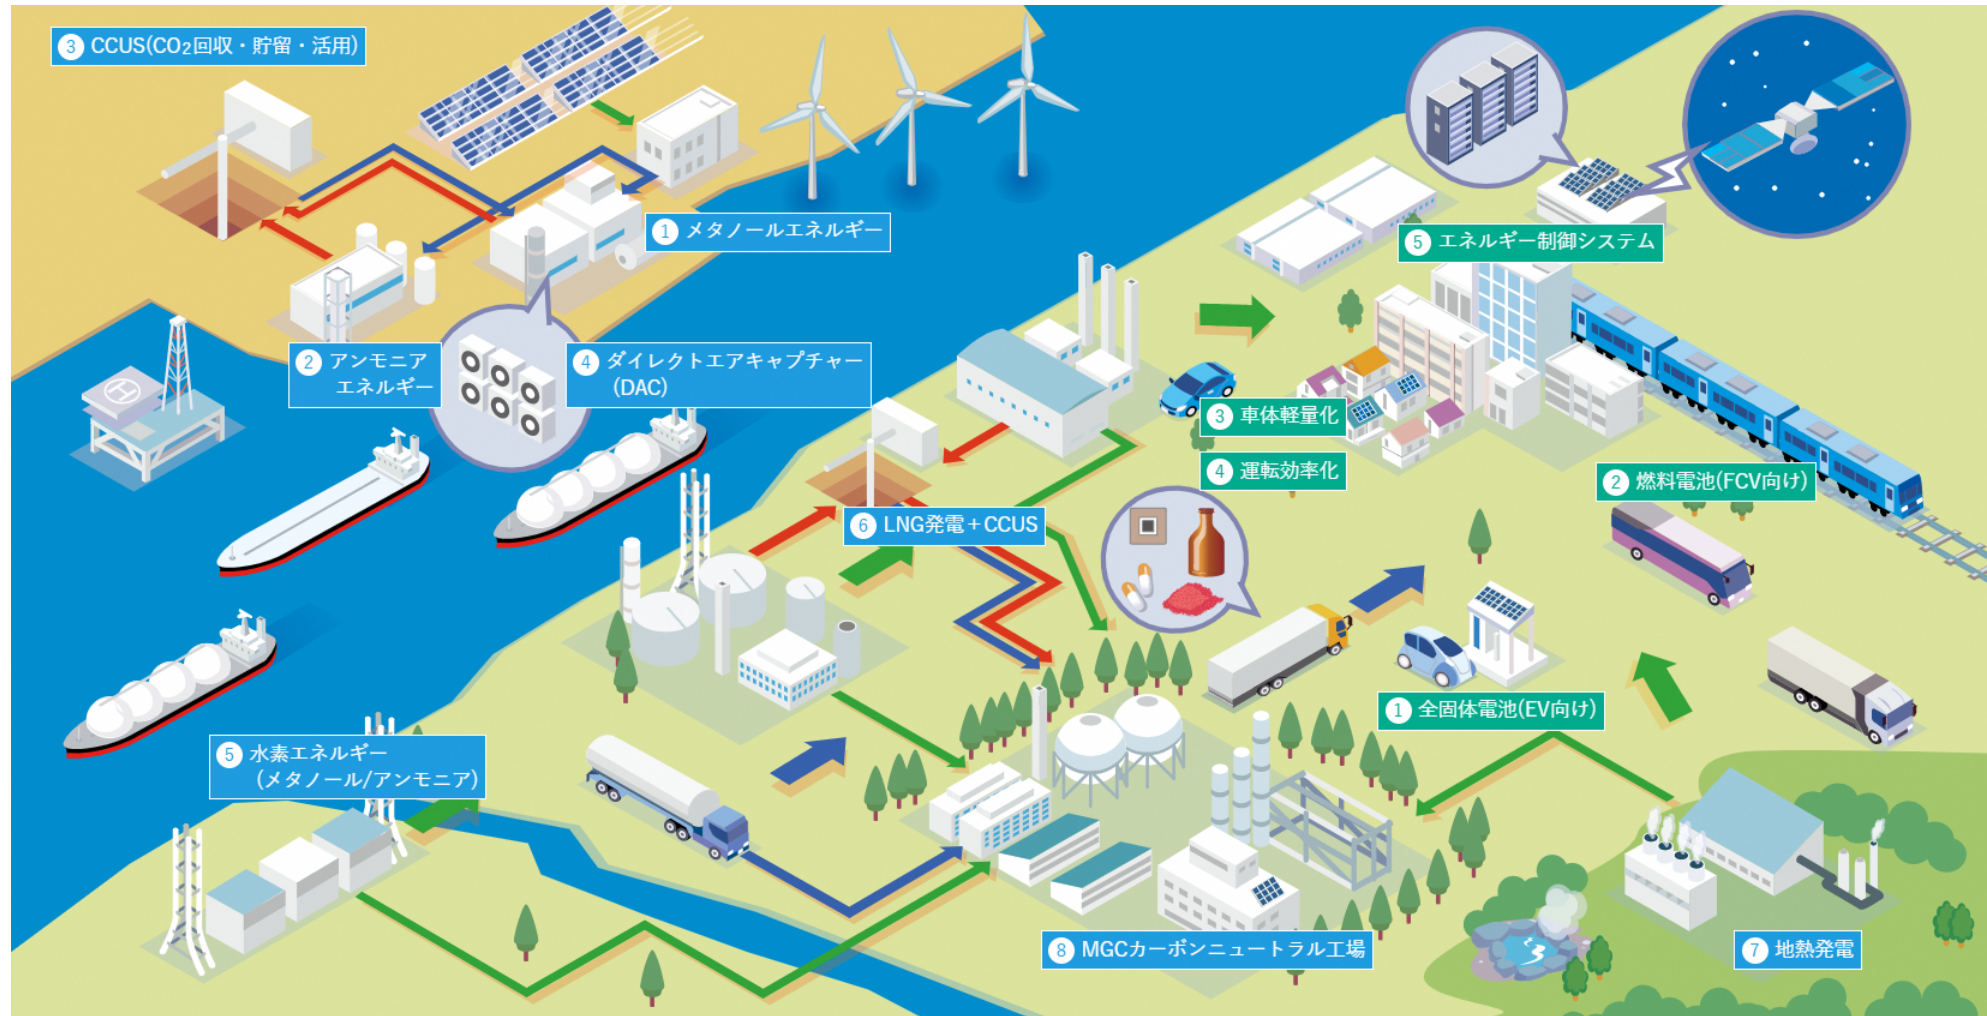 ③ CCUS(CO₂回収・貯留・活用)
① メタノールエネルギー
⑤ エネルギー制御システム
② アンモニア
エネルギー
④ ダイレクトエアキャプチャー
(DAC)
③ 車体軽量化
④ 運転効率化
② 燃料電池(FCV向け)
⑥ LNG発電+CCUS
① 全固体電池(EV向け)
⑤ 水素エネルギー
(メタノール/アンモニア)
⑧ MGCカーボンニュートラル工場
⑦ 地熱発電
H